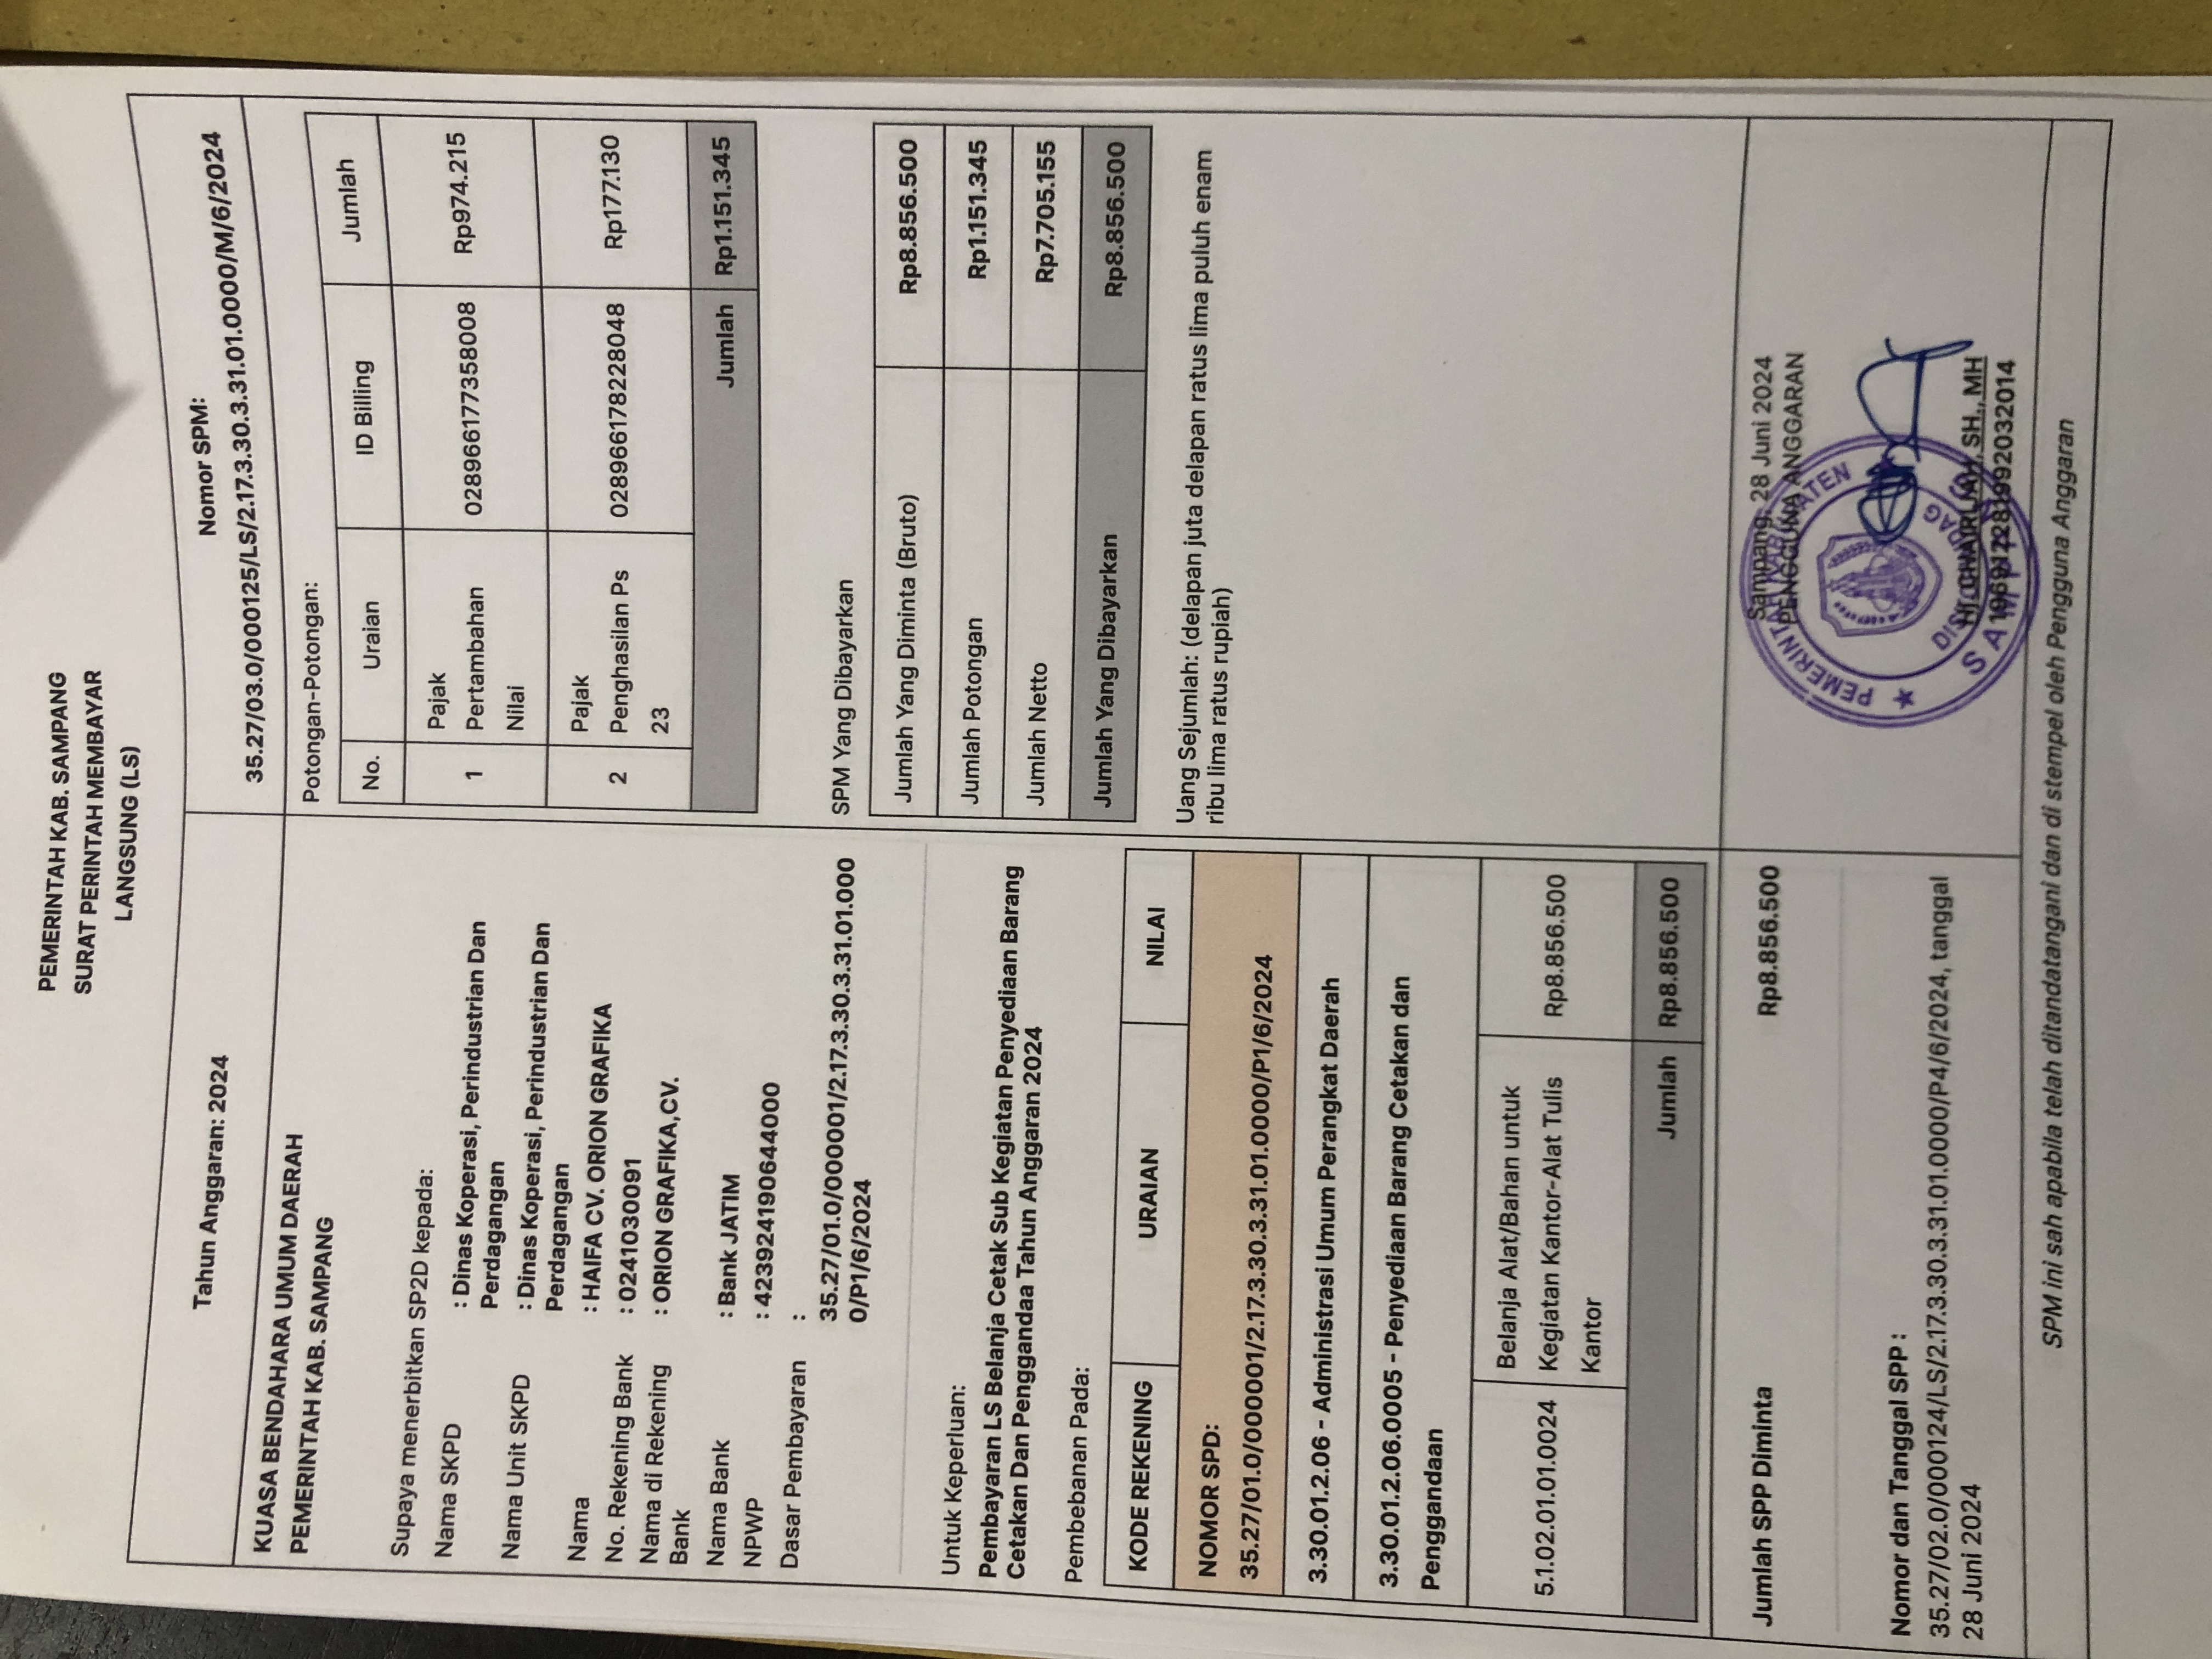 PEMERINTAH KAB. SAMPANG
SURAT PERINTAH MEMBAYAR
LANGSUNG (LS)
Tahun Anggaran: 2024
Nomor SPM:
35.27/03.0/000125/LS/2.17.3.30.3.31.01.0000/M/6/2024
KUASA BENDAHARA UMUM DAERAH
PEMERINTAH KAB. SAMPANG
Supaya menerbitkan SP2D kepada:
Nama SKPD : Dinas Koperasi, Perindustrian Dan
Perdagangan
Nama Unit SKPD : Dinas Koperasi, Perindustrian Dan
Perdagangan
Nama : HAIFA CV. ORION GRAFIKA
No. Rekening Bank : 0241030091
Nama di Rekening : ORION GRAFIKA,CV.
Bank
Nama Bank : Bank JATIM
NPWP : 423924190644000
Dasar Pembayaran :
35.27/01.0/000001/2.17.3.30.3.31.01.000
0/P1/6/2024
Untuk Keperluan:
Pembayaran LS Belanja Cetak Sub Kegiatan Penyediaan Barang
Cetakan Dan Penggandaa Tahun Anggaran 2024
Pembebanan Pada:
KODE REKENING URAIAN NILAI
NOMOR SPD:
35.27/01.0/000001/2.17.3.30.3.31.01.0000/P1/6/2024
3.30.01.2.06 - Administrasi Umum Perangkat Daerah
3.30.01.2.06.0005 - Penyediaan Barang Cetakan dan
Penggandaan
Belanja Alat/Bahan untuk
5.1.02.01.01.0024 Kegiatan Kantor-Alat Tulis Rp8.856.500
Kantor
Jumlah Rp8.856.500
Potongan-Potongan:
No. Uraian ID Billing Jumlah
Pajak
1 Pertambahan 028966177358008 Rp974.215
Nilai
Pajak
2 Penghasilan Ps 028966178228048 Rp177.130
23
Jumlah Rp1.151.345
SPM Yang Dibayarkan
Jumlah Yang Diminta (Bruto) Rp8.856.500
Jumlah Potongan Rp1.151.345
Jumlah Netto Rp7.705.155
Jumlah Yang Dibayarkan Rp8.856.500
Uang Sejumlah: (delapan juta delapan ratus lima puluh enam
ribu lima ratus rupiah)
Jumlah SPP Diminta Rp8.856.500
Nomor dan Tanggal SPP :
35.27/02.0/000124/LS/2.17.3.30.3.31.01.0000/P4/6/2024, tanggal
28 Juni 2024
Sampang, 28 Juni 2024
PENGGUNA ANGGARAN
PEMERINTAH KABUPATEN
SAMPANG
Hj. CHAIRIJAH, SH., MH
196912281992032014
SPM ini sah apabila telah ditandatangani dan di stempel oleh Pengguna Anggaran